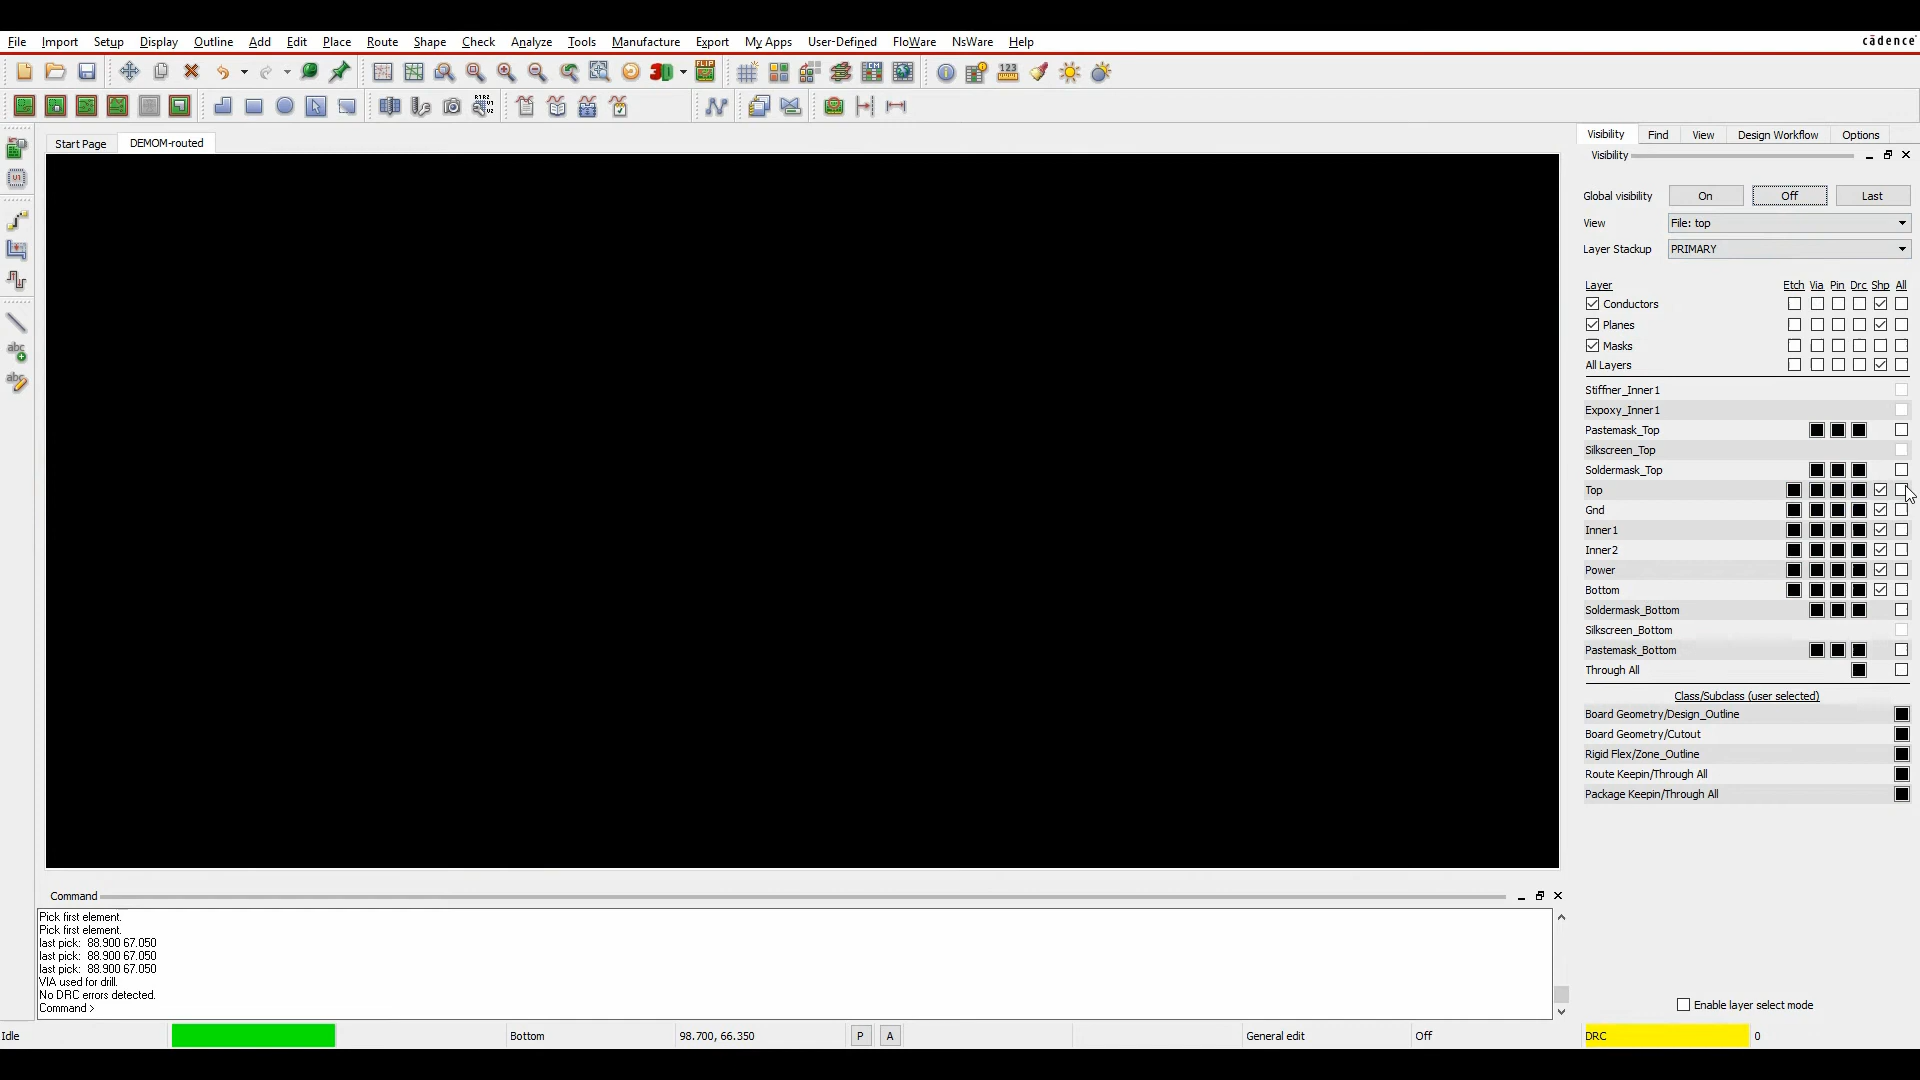 File Import Setup Display Outline Add Edit Place Route Shape Check Analyze Tools Manufacture Export My Apps User-Defined FloWare NsWare Help
cādence
Start Page DEMOM-routed
Visibility Find View Design Workflow Options
Visibility
Global visibility On Off Last
View File: top
Layer Stackup PRIMARY
Layer Etch Via Pin Drc Shp All
Conductors
Planes
Masks
All Layers
Stiffner_Inner1
Expoxy_Inner1
Pastemask_Top
Silkscreen_Top
Soldermask_Top
Top
Gnd
Inner1
Inner2
Power
Bottom
Soldermask_Bottom
Silkscreen_Bottom
Pastemask_Bottom
Through All
Class/Subclass (user selected)
Board Geometry/Design_Outline
Board Geometry/Cutout
Rigid Flex/Zone_Outline
Route Keepin/Through All
Package Keepin/Through All
Enable layer select mode
Command
Pick first element.
Pick first element.
last pick: 88.900 67.050
last pick: 88.900 67.050
last pick: 88.900 67.050
VIA used for drill.
No DRC errors detected.
Command >
Idle Bottom 98.700, 66.350 P A General edit Off DRC 0